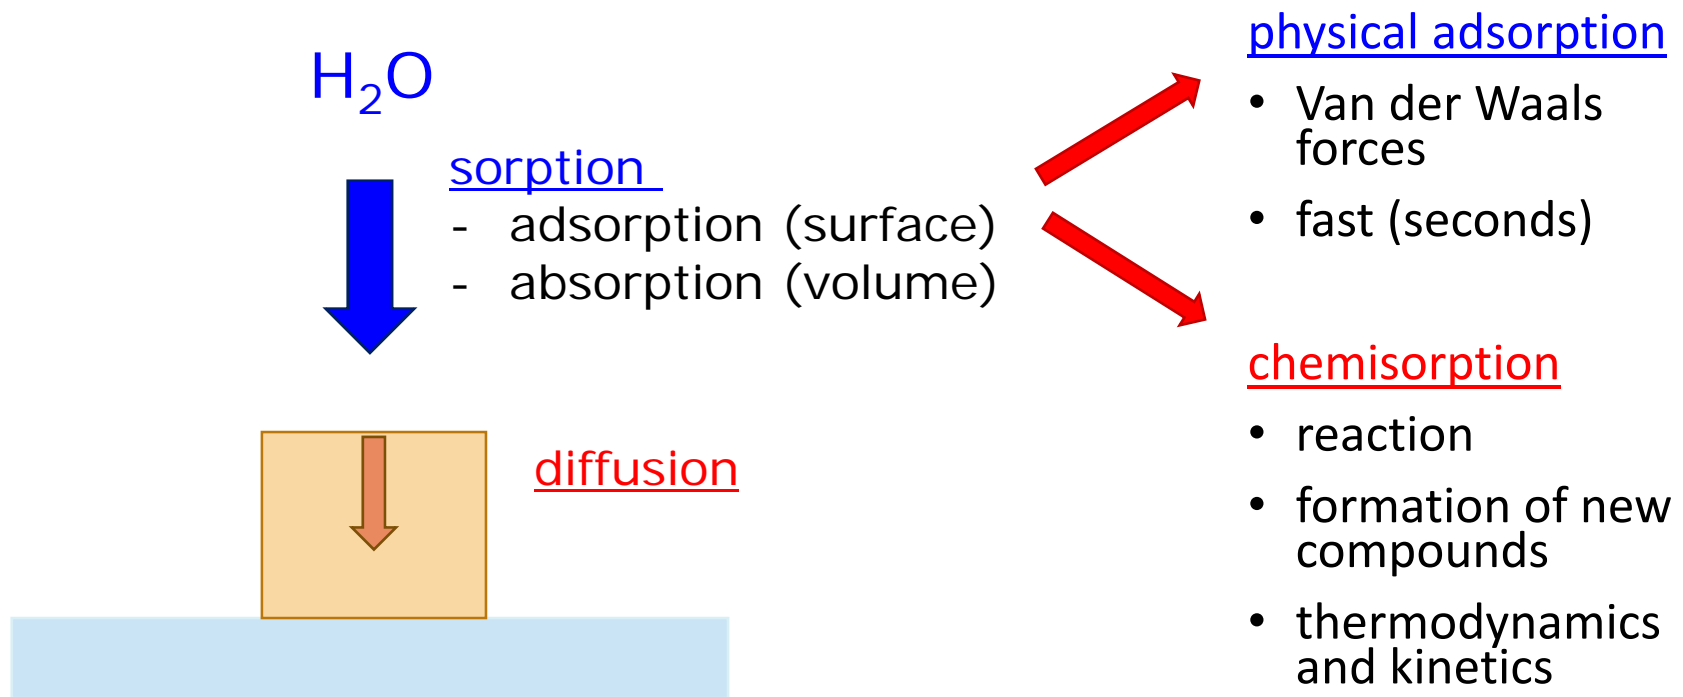 H₂O
sorption
- adsorption (surface)
- absorption (volume)
diffusion
physical adsorption
• Van der Waals
forces
• fast (seconds)
chemisorption
• reaction
• formation of new
compounds
• thermodynamics
and kinetics